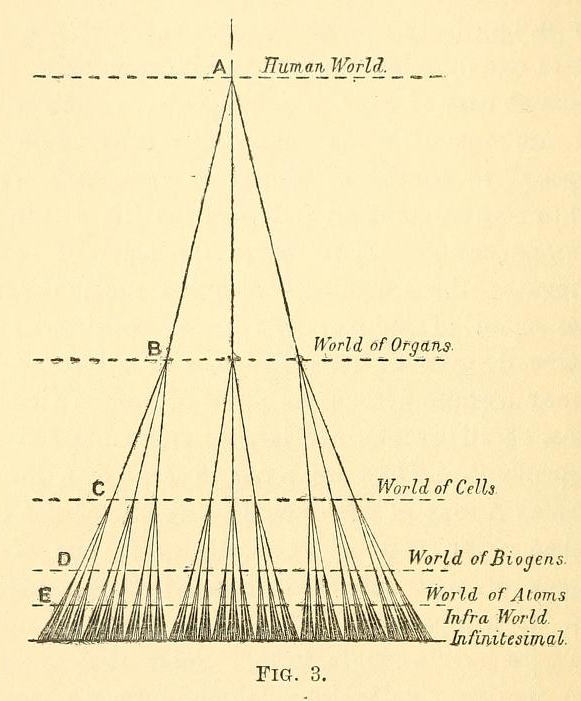 A Human World.
B World of Organs.
C World of Cells
D World of Biogens.
E World of Atoms
Infra World.
Infinitesimal.
FIG. 3.